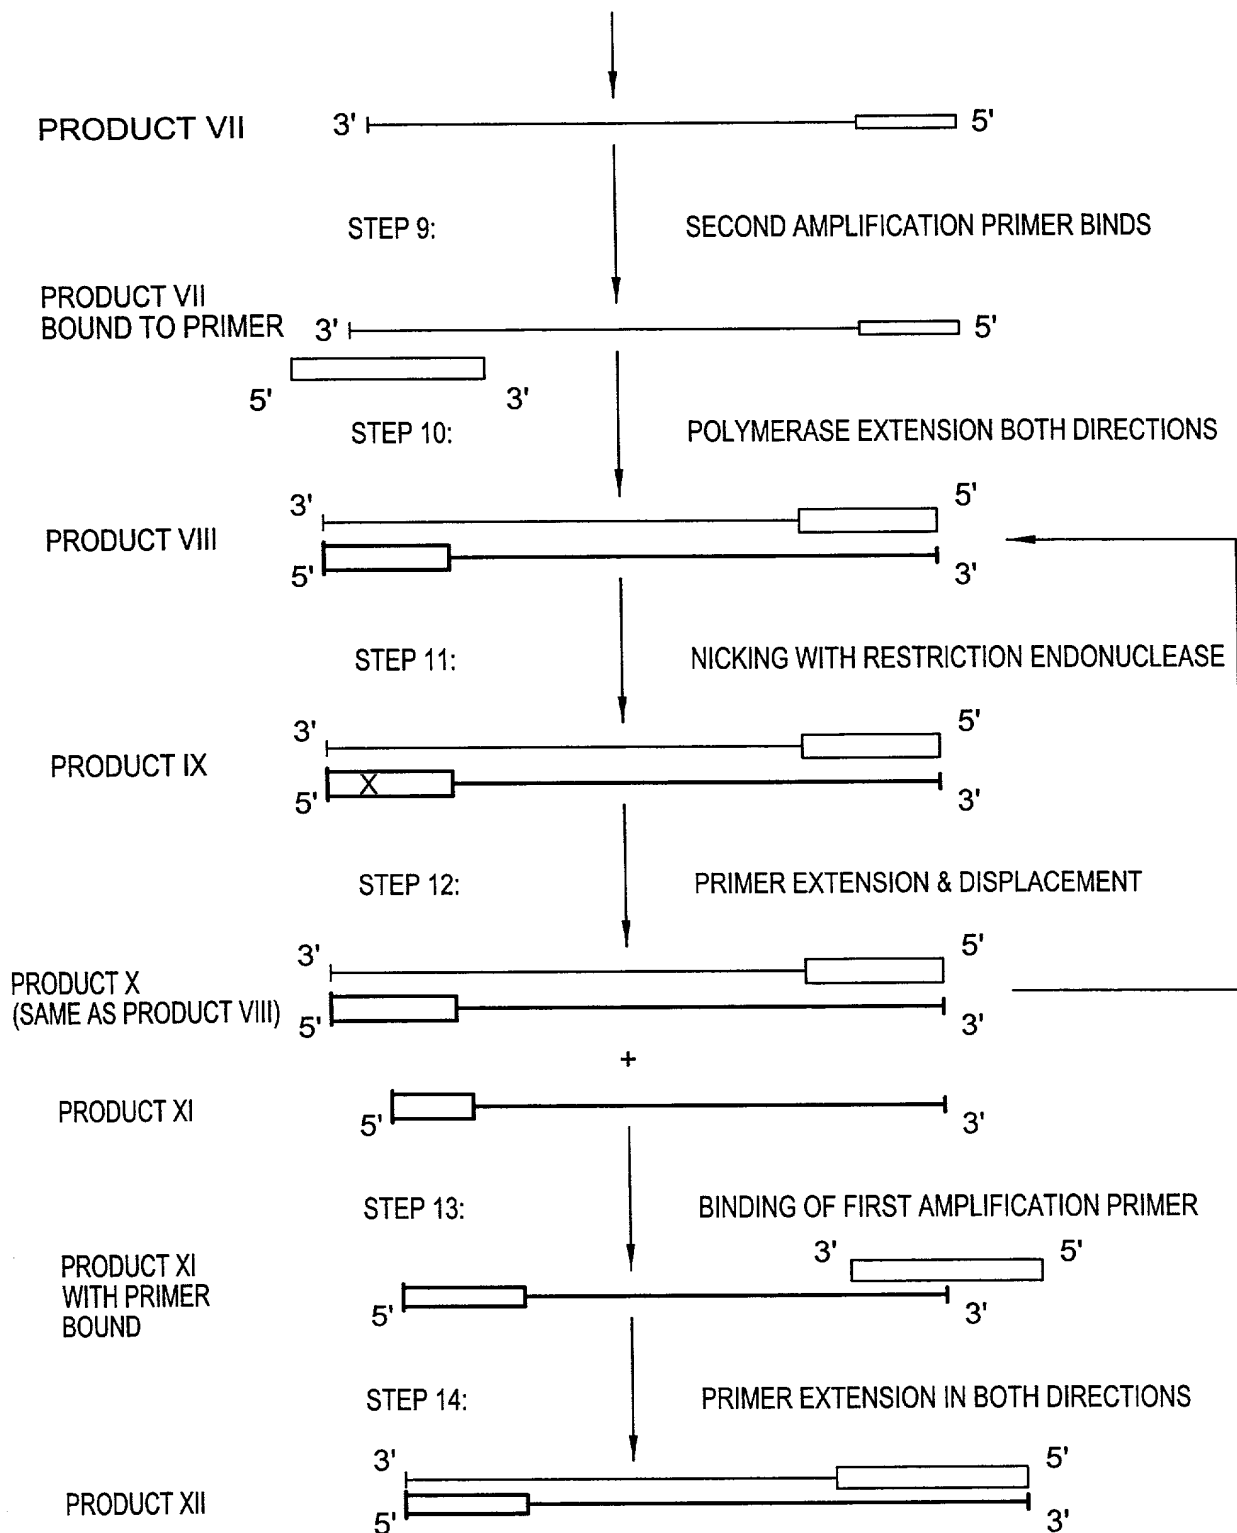 PRODUCT VII 3' 5'
STEP 9: SECOND AMPLIFICATION PRIMER BINDS
PRODUCT VII
BOUND TO PRIMER 3' 5'
5' 3'
STEP 10: POLYMERASE EXTENSION BOTH DIRECTIONS
3' 5'
PRODUCT VIII
5' 3'
STEP 11: NICKING WITH RESTRICTION ENDONUCLEASE
3' 5'
PRODUCT IX X
5' 3'
STEP 12: PRIMER EXTENSION & DISPLACEMENT
3' 5'
PRODUCT X
(SAME AS PRODUCT VIII)
5' 3'
+
PRODUCT XI
5' 3'
STEP 13: BINDING OF FIRST AMPLIFICATION PRIMER
3' 5'
PRODUCT XI
WITH PRIMER
BOUND
5' 3'
STEP 14: PRIMER EXTENSION IN BOTH DIRECTIONS
3' 5'
PRODUCT XII
5' 3'